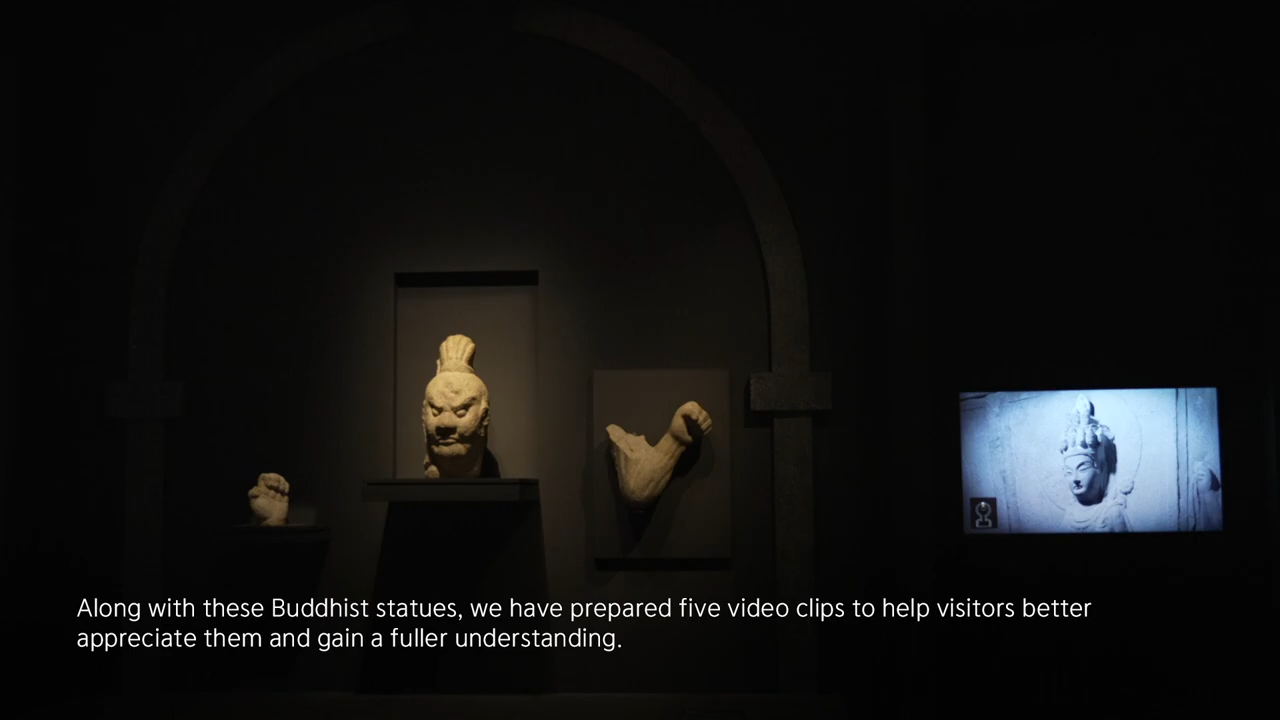 Along with these Buddhist statues, we have prepared five video clips to help visitors better
appreciate them and gain a fuller understanding.